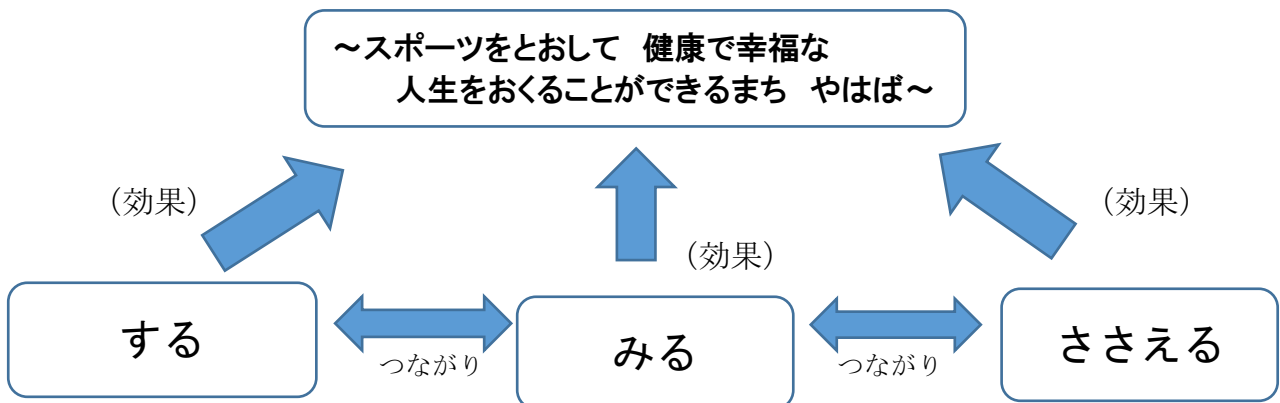 ～スポーツをとおして　健康で幸福な
人生をおくることができるまち　やはば～
（効果）
（効果）
（効果）
する
つながり
みる
つながり
ささえる